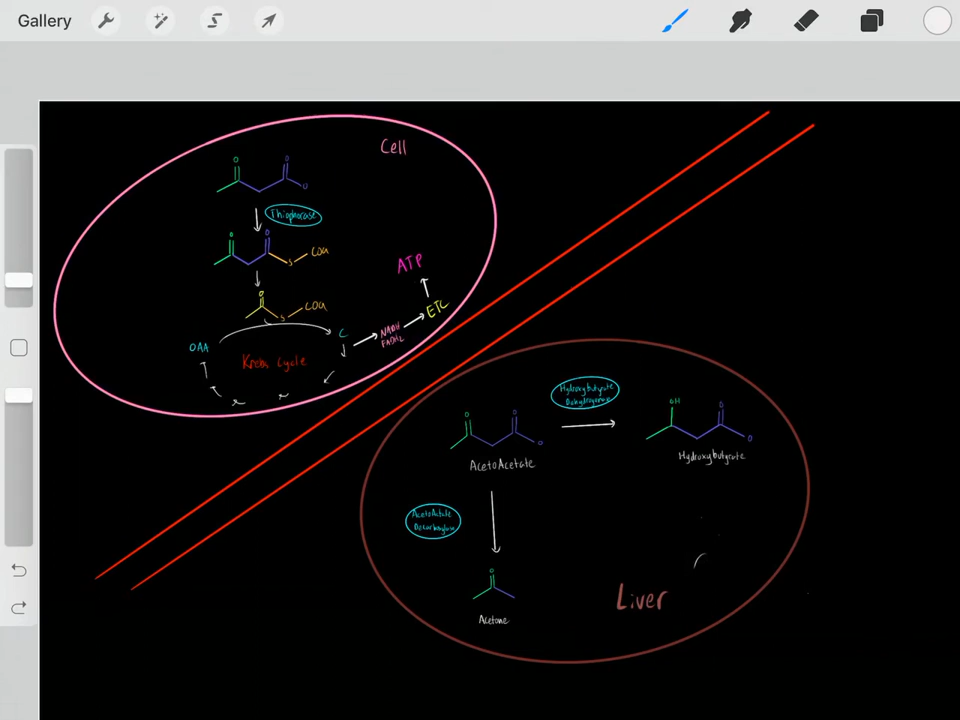 Gallery
Cell
O
O
O
Thiophorase
O
O
S
COA
O
S
COA
ATP
ETC
NADH
FADH2
C
OAA
Krebs Cycle
Hydroxybutyrate
Dehydrogenase
O
O
O
AcetoAcetate
OH
O
O
Hydroxybutyrate
AcetoAcetate
Decarboxylase
O
Acetone
Liver